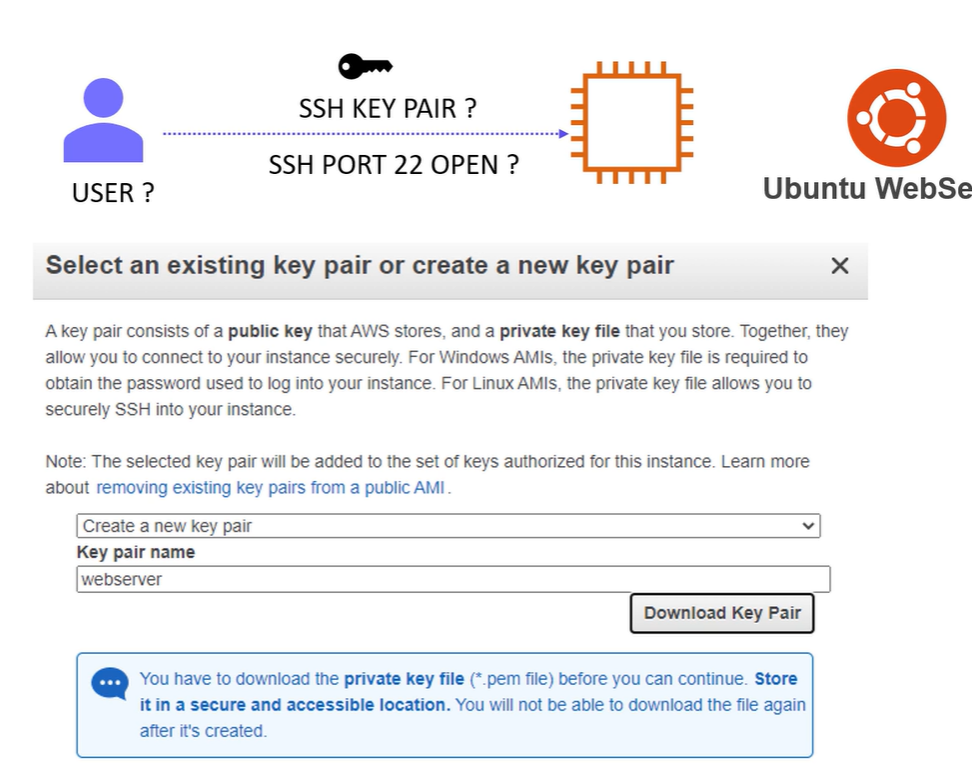 SSH KEY PAIR ?
SSH PORT 22 OPEN ?
USER ?
Ubuntu WebSe
Select an existing key pair or create a new key pair
A key pair consists of a public key that AWS stores, and a private key file that you store. Together, they
allow you to connect to your instance securely. For Windows AMIs, the private key file is required to
obtain the password used to log into your instance. For Linux AMIs, the private key file allows you to
securely SSH into your instance.
Note: The selected key pair will be added to the set of keys authorized for this instance. Learn more
about removing existing key pairs from a public AMI .
Create a new key pair
Key pair name
webserver
Download Key Pair
You have to download the private key file (*.pem file) before you can continue. Store
it in a secure and accessible location. You will not be able to download the file again
after it's created.